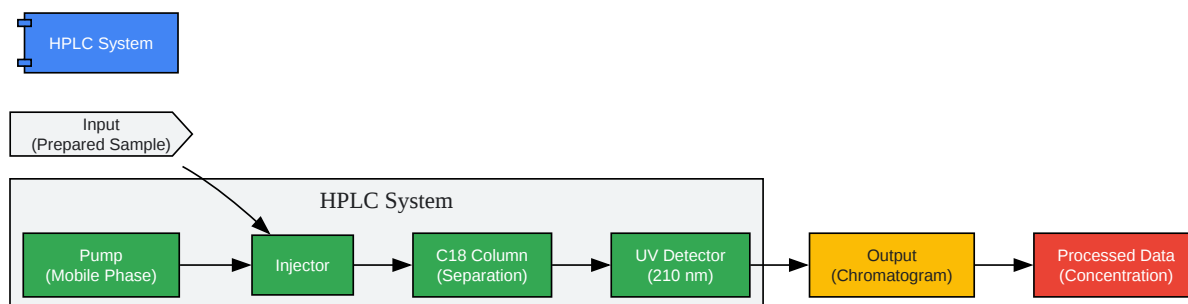 HPLC System
Input
(Prepared Sample)
HPLC System
Pump
(Mobile Phase)
Injector
C18 Column
(Separation)
UV Detector
(210 nm)
Output
(Chromatogram)
Processed Data
(Concentration)